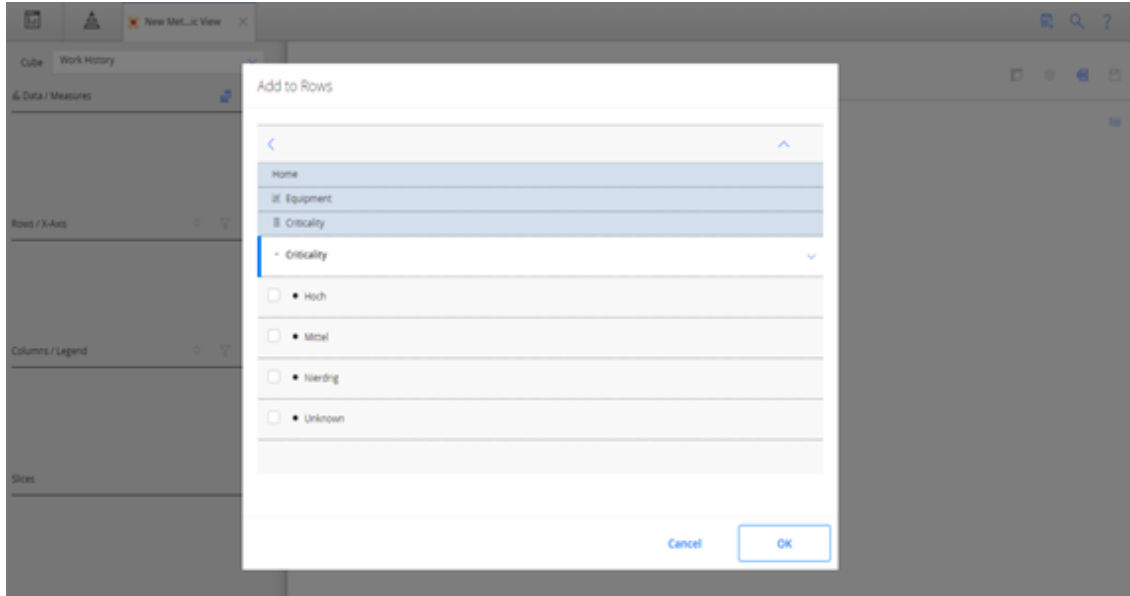 New Met...ic View
Cube Work History
Data / Measures
Rows / X-Axis
Columns / Legend
Slices
Add to Rows
Home
Equipment
Criticality
Criticality
Hoch
Mittel
Nierdrig
Unknown
Cancel OK